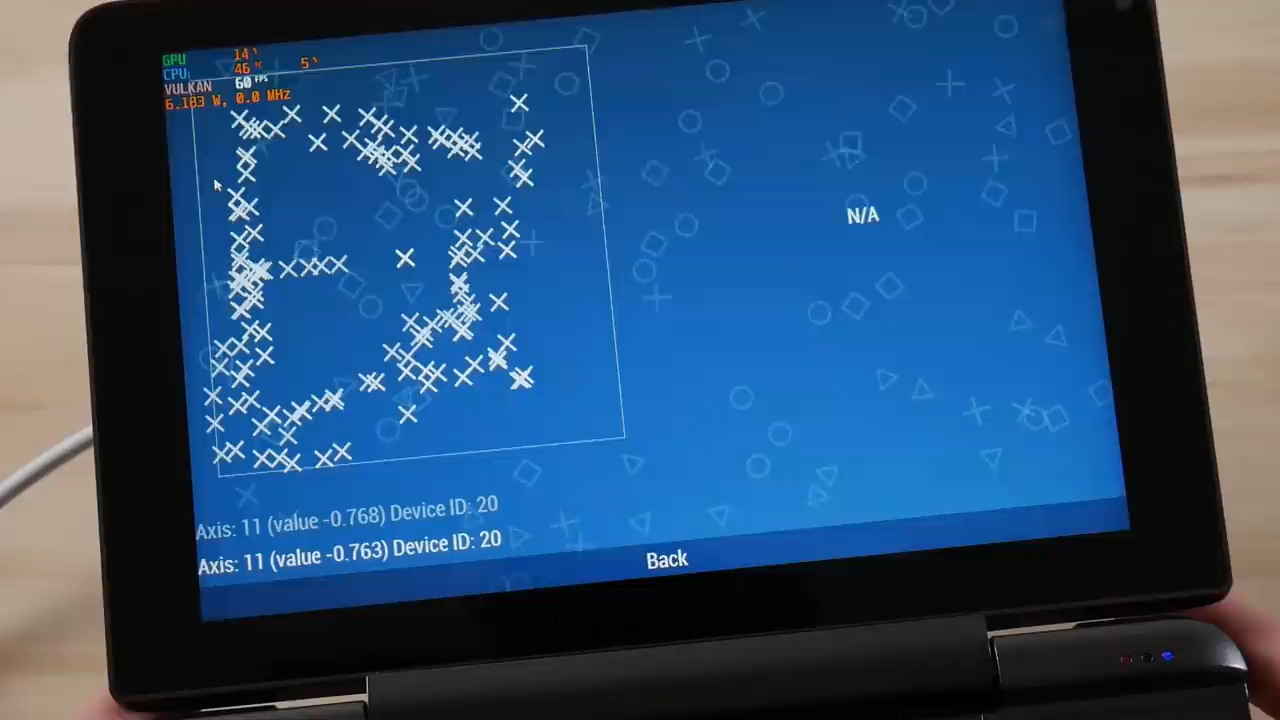 GPU 14 %
CPU 46 °C 5 %
VULKAN 60 FPS
6.183 W, 0.0 MHz
N/A
Axis: 11 (value -0.768) Device ID: 20
Axis: 11 (value -0.763) Device ID: 20
Back